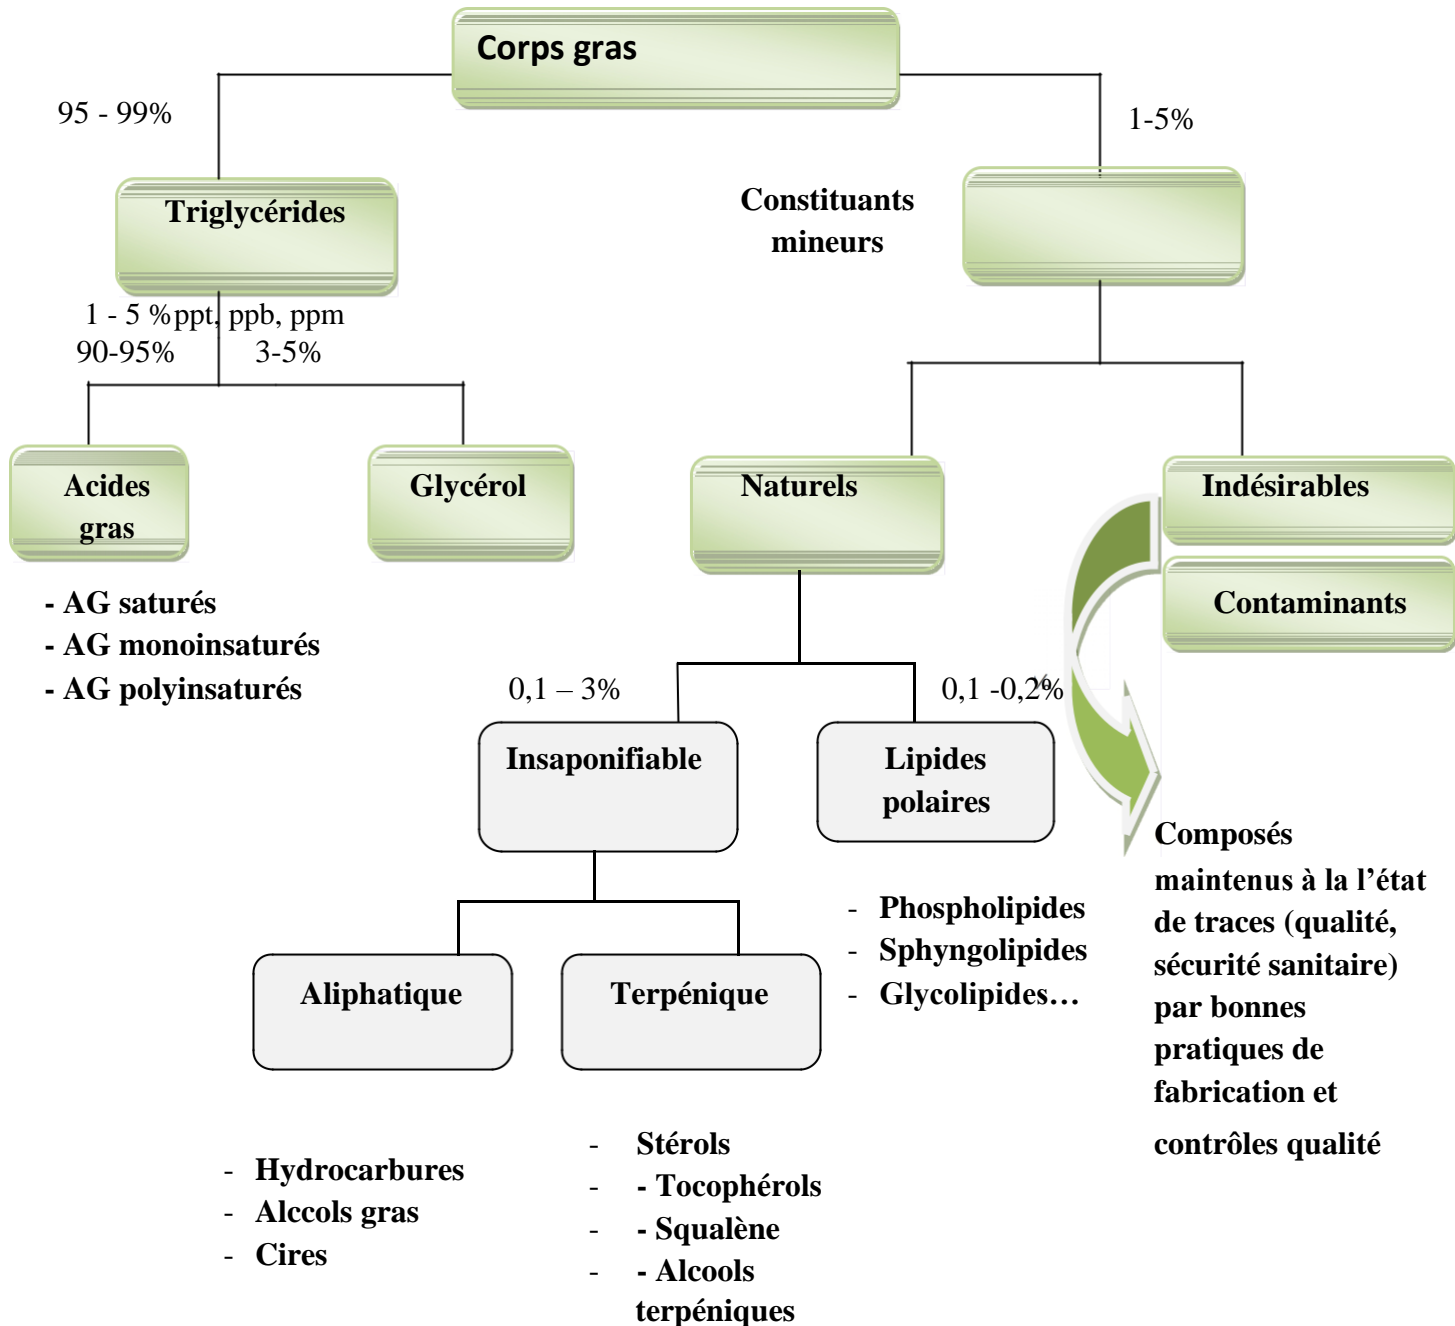 Corps gras
95 - 99%
1-5%
Triglycérides
Constituants
mineurs
1 - 5 % ppt, ppb, ppm
90-95%
3-5%
Acides
gras
Glycérol
Naturels
Indésirables
Contaminants
- AG saturés
- AG monoinsaturés
- AG polyinsaturés
0,1 – 3%
0,1 -0,2%
Insaponifiable
Lipides
polaires
Composés
maintenus à la l’état
de traces (qualité,
sécurité sanitaire)
par bonnes
pratiques de
fabrication et
contrôles qualité
- Phospholipides
- Sphyngolipides
- Glycolipides…
Aliphatique
Terpénique
- Hydrocarbures
- Alccols gras
- Cires
- Stérols
- - Tocophérols
- - Squalène
- - Alcools
terpéniques